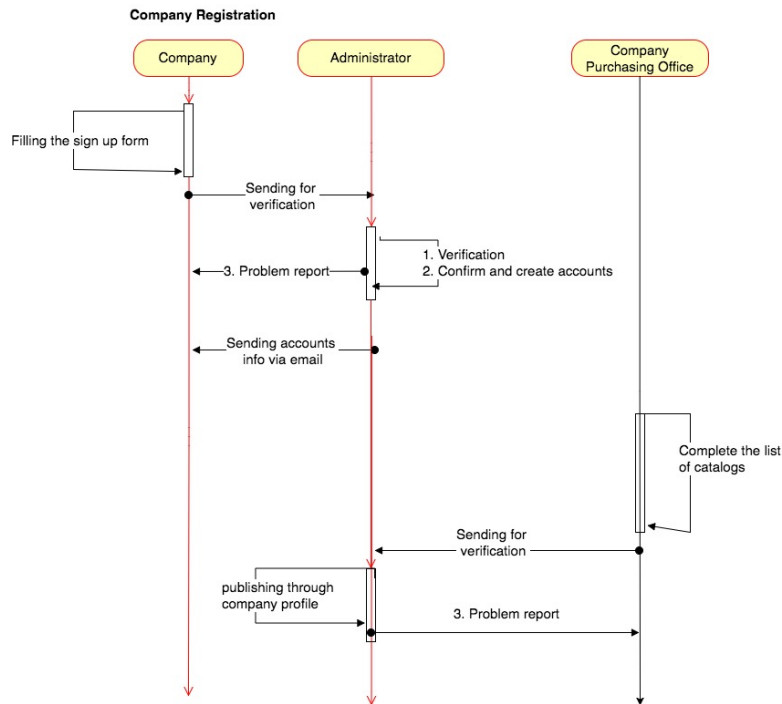 Company Registration
Company
Administrator
Company
Purchasing Office
Filling the sign up form
Sending for
verification
1. Verification
2. Confirm and create accounts
3. Problem report
Sending accounts
info via email
Complete the list
of catalogs
Sending for
verification
publishing through
company profile
3. Problem report